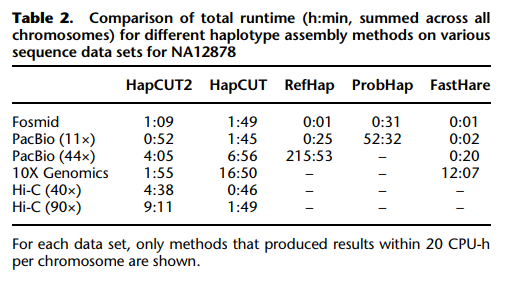 Table 2. Comparison of total runtime (h:min, summed across all
chromosomes) for different haplotype assembly methods on various
sequence data sets for NA12878
HapCUT2 HapCUT RefHap ProbHap FastHare
Fosmid 1:09 1:49 0:01 0:31 0:01
PacBio (11×) 0:52 1:45 0:25 52:32 0:02
PacBio (44×) 4:05 6:56 215:53 – 0:20
10X Genomics 1:55 16:50 – – 12:07
Hi-C (40×) 4:38 0:46 – – –
Hi-C (90×) 9:11 1:49 – – –
For each data set, only methods that produced results within 20 CPU-h
per chromosome are shown.